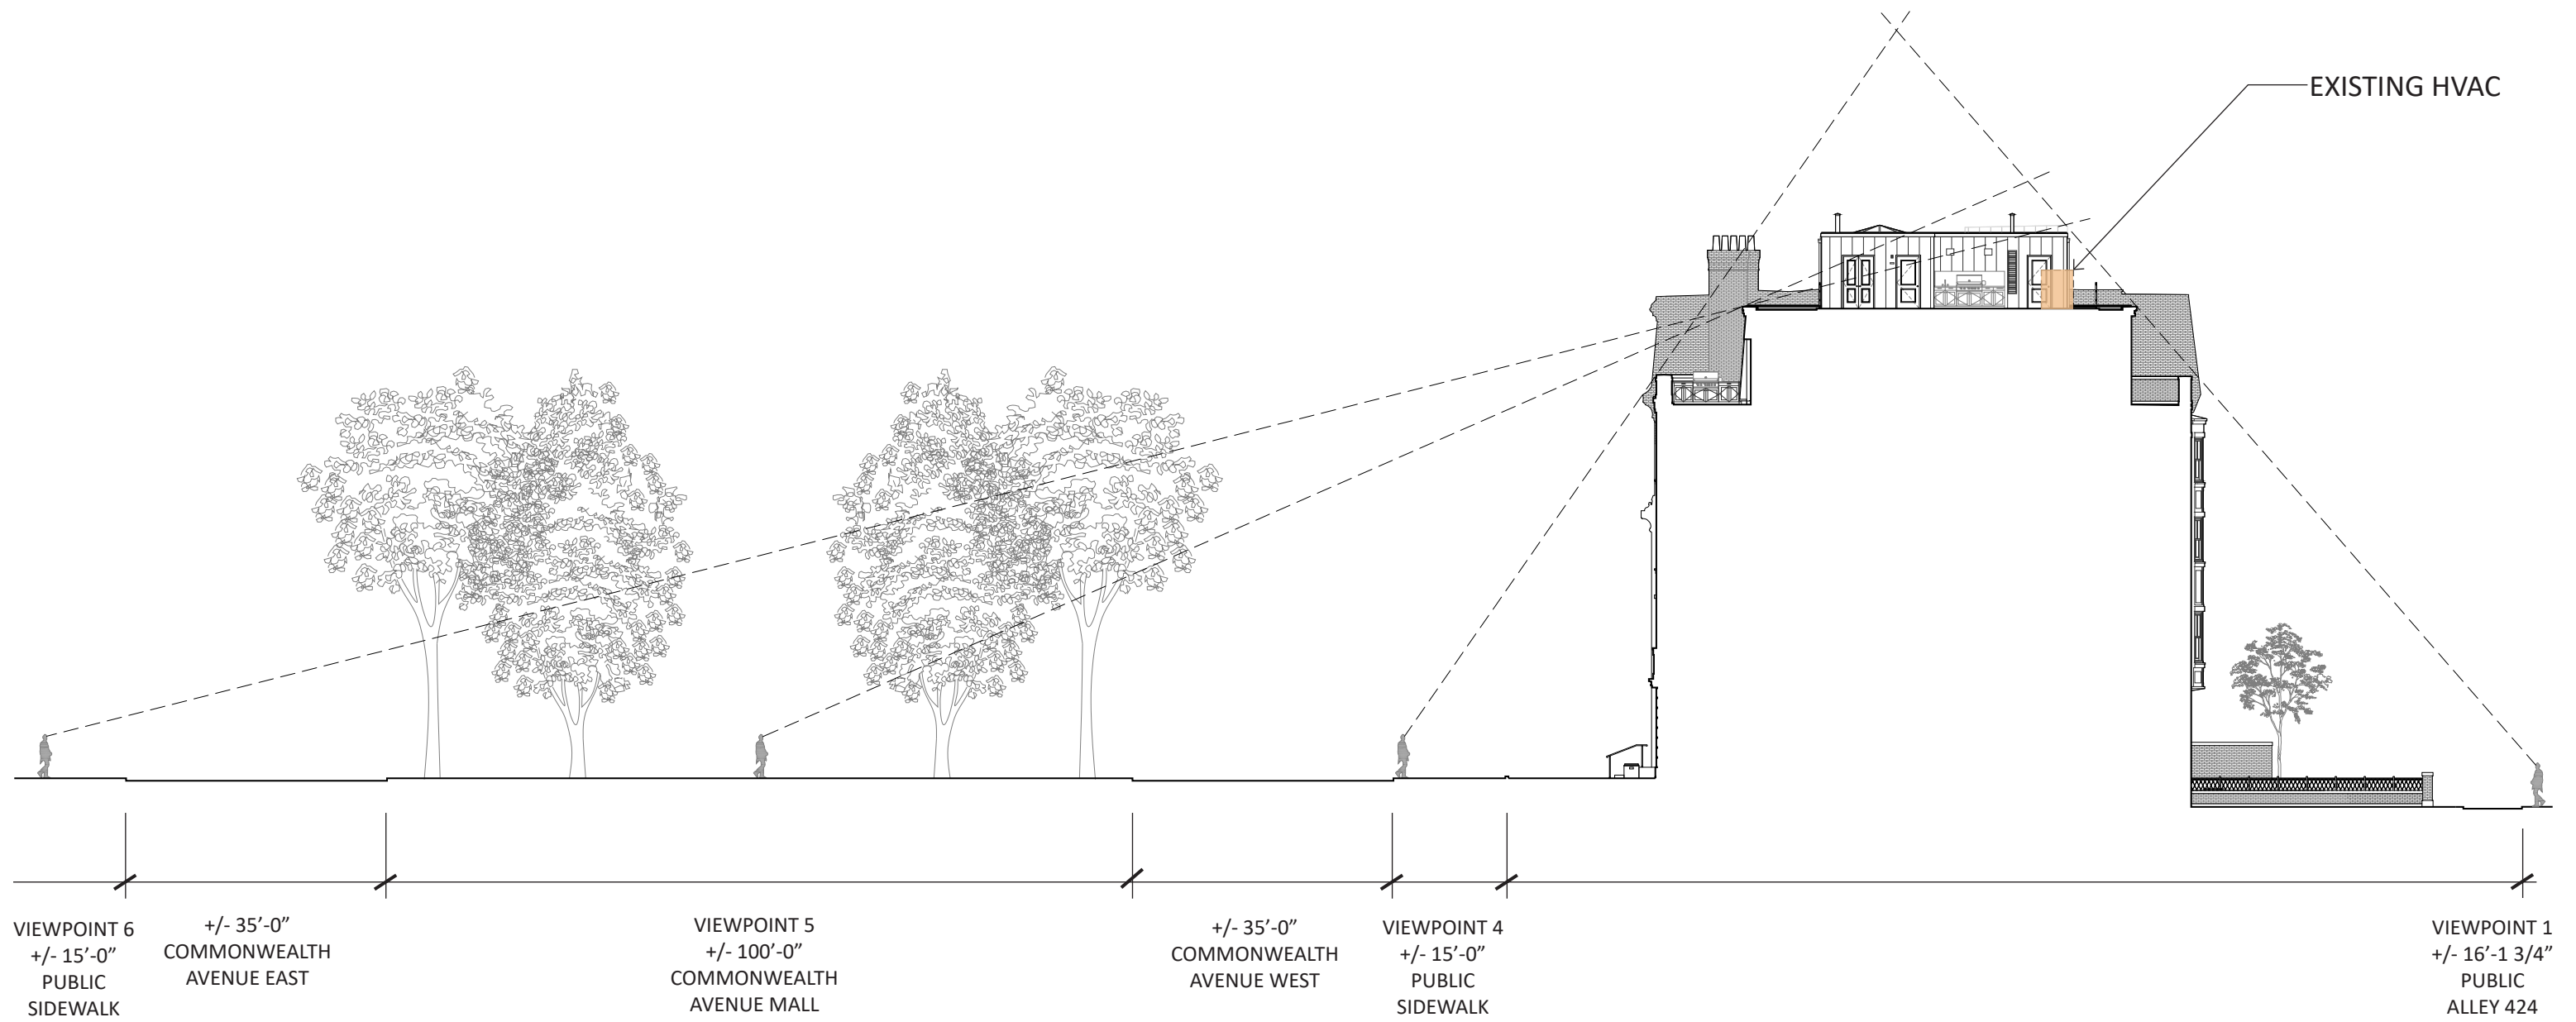 EXISTING HVAC
VIEWPOINT 6
+/- 15’-0”
PUBLIC
SIDEWALK
+/- 35’-0”
COMMONWEALTH
AVENUE EAST
VIEWPOINT 5
+/- 100’-0”
COMMONWEALTH
AVENUE MALL
+/- 35’-0”
COMMONWEALTH
AVENUE WEST
VIEWPOINT 4
+/- 15’-0”
PUBLIC
SIDEWALK
VIEWPOINT 1
+/- 16’-1 3/4”
PUBLIC
ALLEY 424